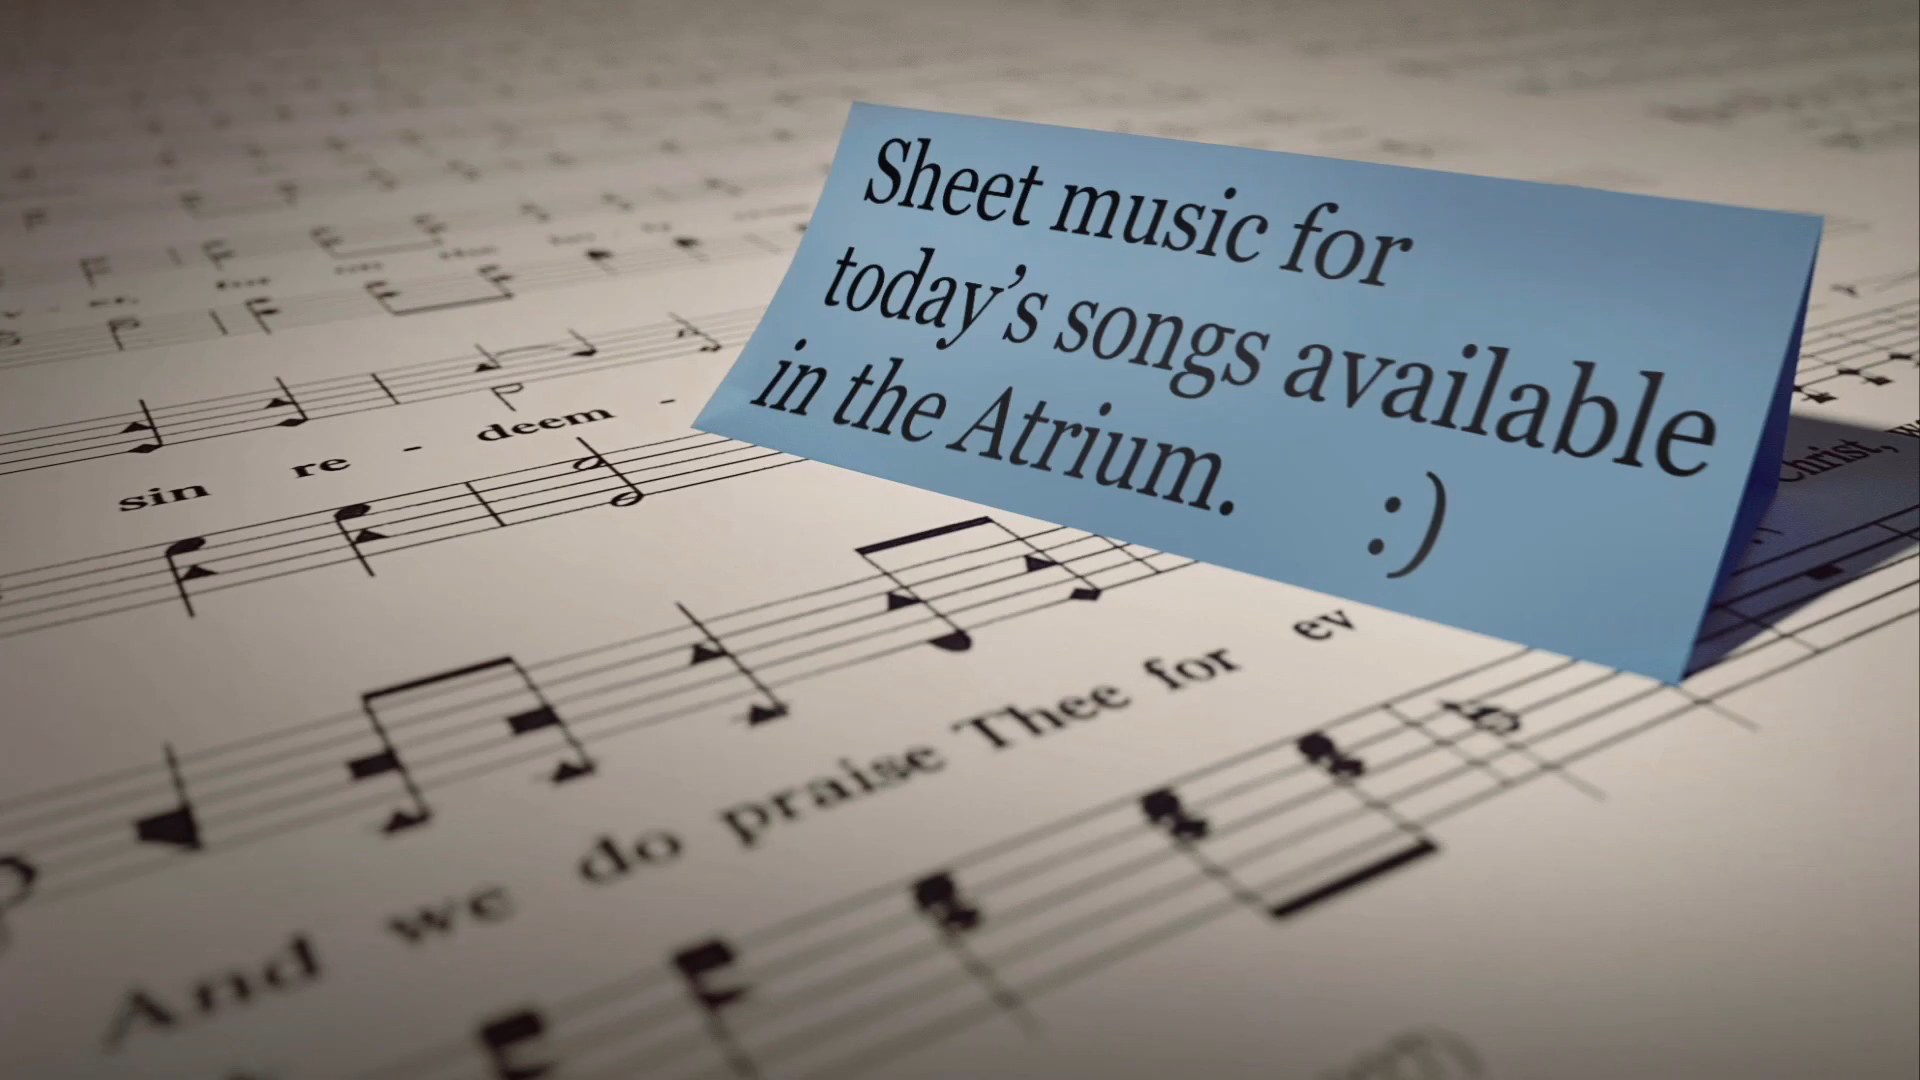 Sheet music for
today’s songs available
in the Atrium. :)
Christ,
sin re - deem -
And we do praise Thee for ev